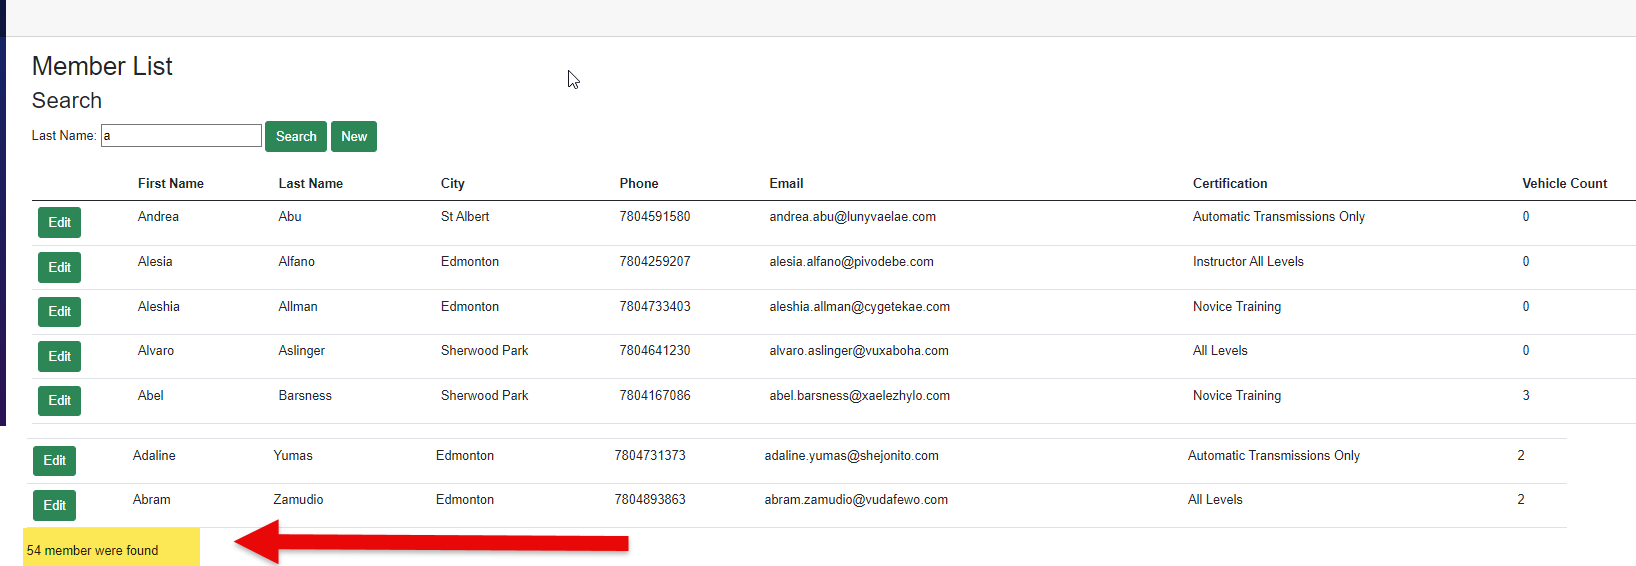 Member List
Search
Last Name: a Search New
First Name Last Name City Phone Email Certification Vehicle Count
Edit Andrea Abu St Albert 7804591580 andrea.abu@lunyvaelae.com Automatic Transmissions Only 0
Edit Alesia Alfano Edmonton 7804259207 alesia.alfano@pivodebe.com Instructor All Levels 0
Edit Aleshia Allman Edmonton 7804733403 aleshia.allman@cygetekae.com Novice Training 0
Edit Alvaro Aslinger Sherwood Park 7804641230 alvaro.aslinger@vuxaboha.com All Levels 0
Edit Abel Barsness Sherwood Park 7804167086 abel.barsness@xaelezhylo.com Novice Training 3
Edit Adaline Yumas Edmonton 7804731373 adaline.yumas@shejonito.com Automatic Transmissions Only 2
Edit Abram Zamudio Edmonton 7804893863 abram.zamudio@vudafewo.com All Levels 2
54 member were found